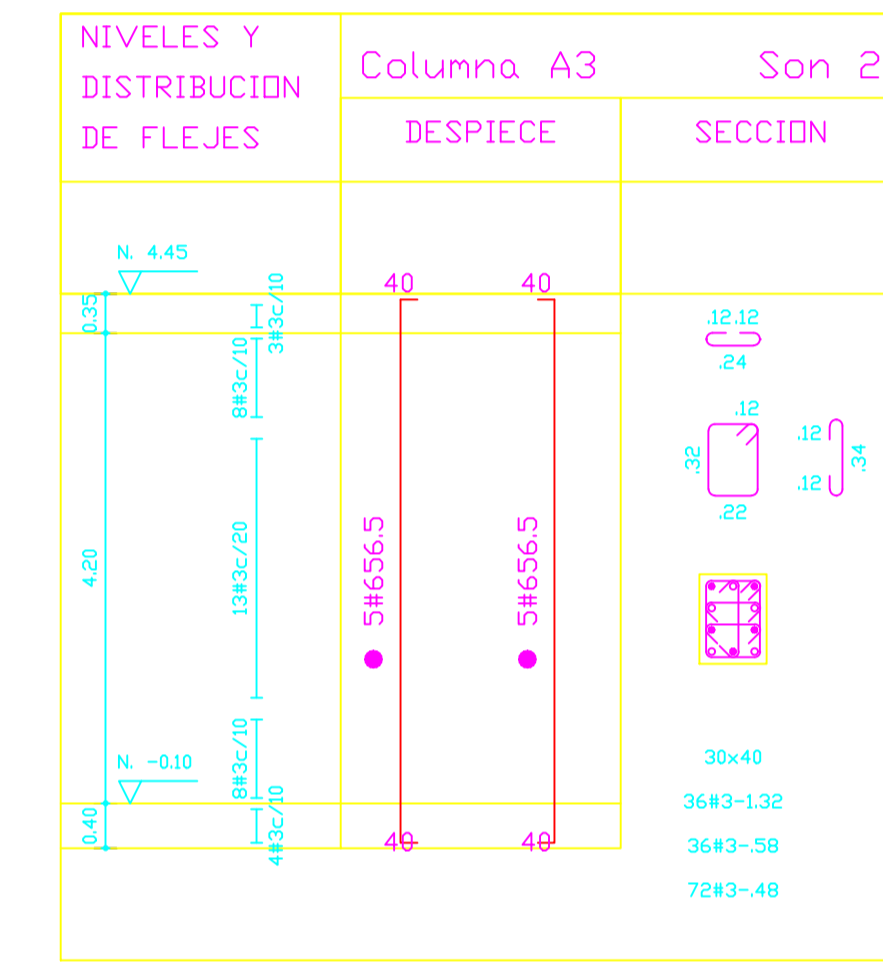 NIVELES Y
DISTRIBUCION
DE FLEJES
Columna A3 Son 2
DESPIECE
SECCION
N. 4.45
0.35
4.20
N. -0.10
0.40
3#3c/10
8#3c/10
13#3c/20
8#3c/10
4#3c/10
40 40
5#656.5 5#656.5
40 40
.12 .12
.24
.12
.32
.22
.12
.12
.34
30x40
36#3-1.32
36#3-.58
72#3-.48